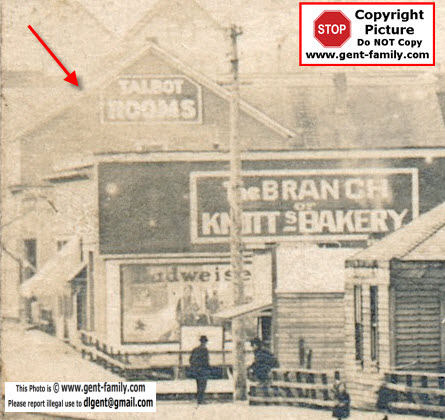 STOP
Copyright
Picture
Do NOT Copy
www.gent-family.com
TALBOT
ROOMS
The BRANCH
of
KNITT'S BAKERY
udweise
This Photo is © www.gent-family.com
Please report illegal use to dlgent@gmail.com